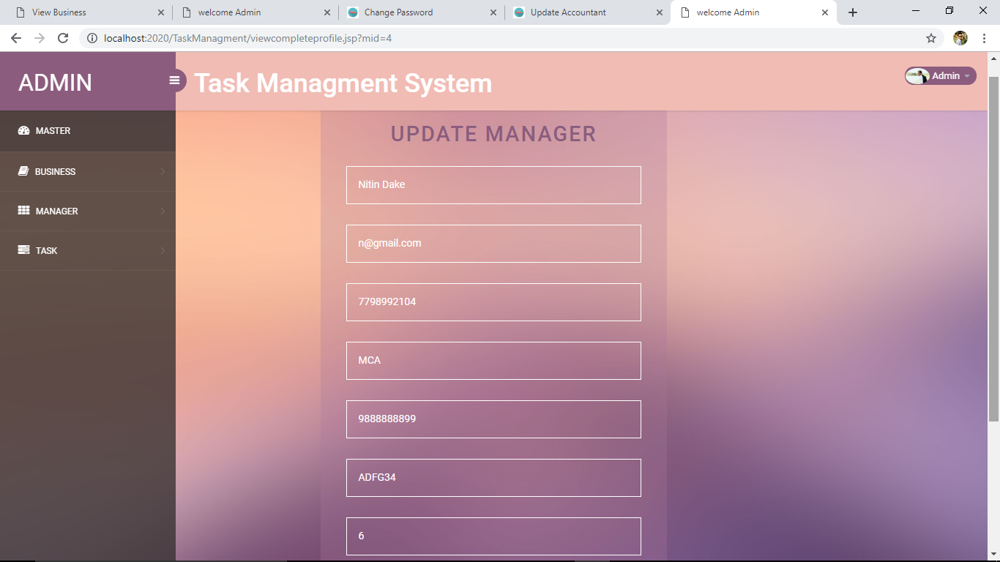 View Business
welcome Admin
Change Password
Update Accountant
welcome Admin
localhost:2020/TaskManagment/viewcompleteprofile.jsp?mid=4
ADMIN
Task Managment System
Admin
MASTER
BUSINESS
MANAGER
TASK
UPDATE MANAGER
Nitin Dake
n@gmail.com
7798992104
MCA
9888888899
ADFG34
6